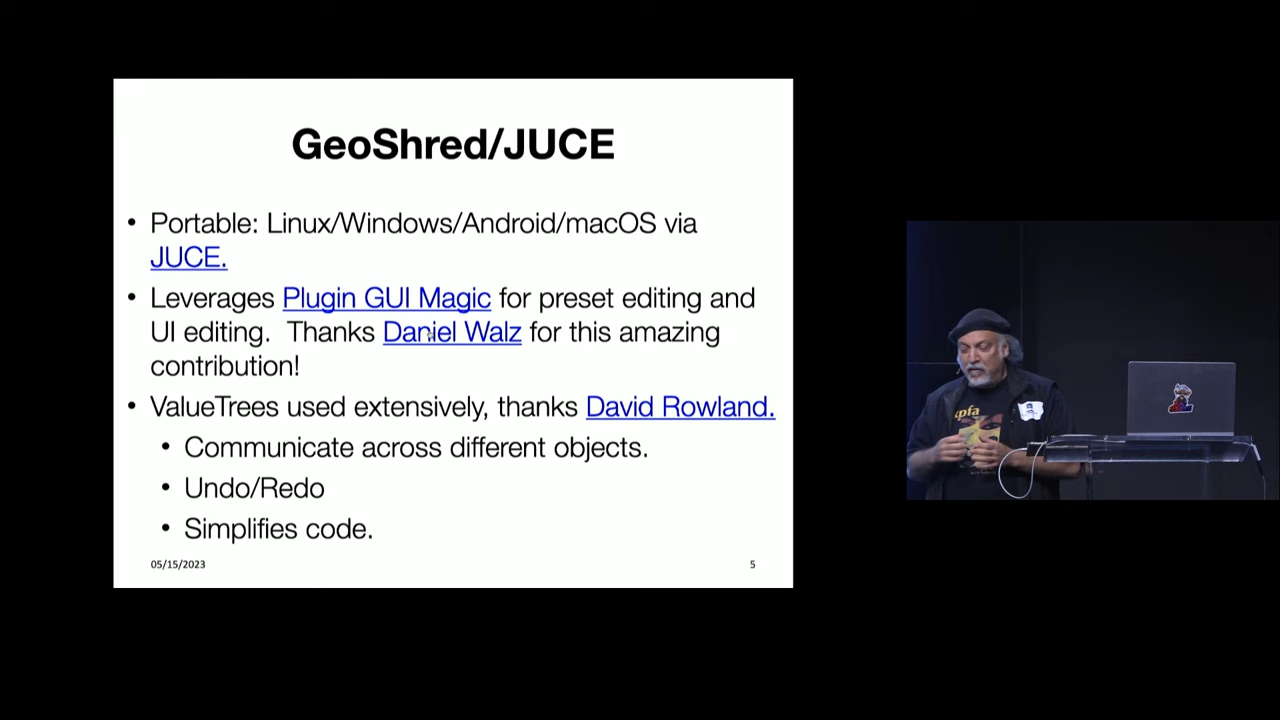 GeoShred/JUCE
• Portable: Linux/Windows/Android/macOS via
JUCE.
• Leverages Plugin GUI Magic for preset editing and
UI editing.  Thanks Daniel Walz for this amazing
contribution!
• ValueTrees used extensively, thanks David Rowland.
• Communicate across different objects.
• Undo/Redo
• Simplifies code.
05/15/2023
5
kpfa